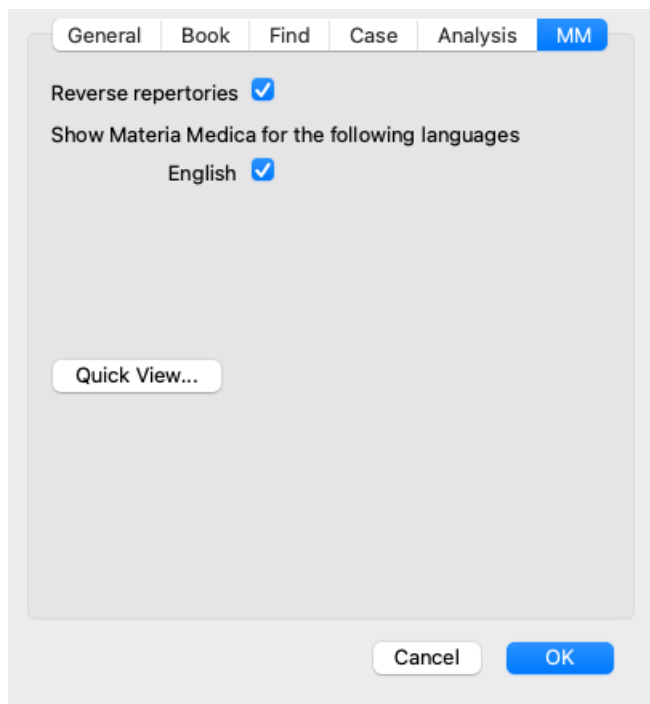 General Book Find Case Analysis MM
Reverse repertories
Show Materia Medica for the following languages
English
Quick View...
Cancel OK